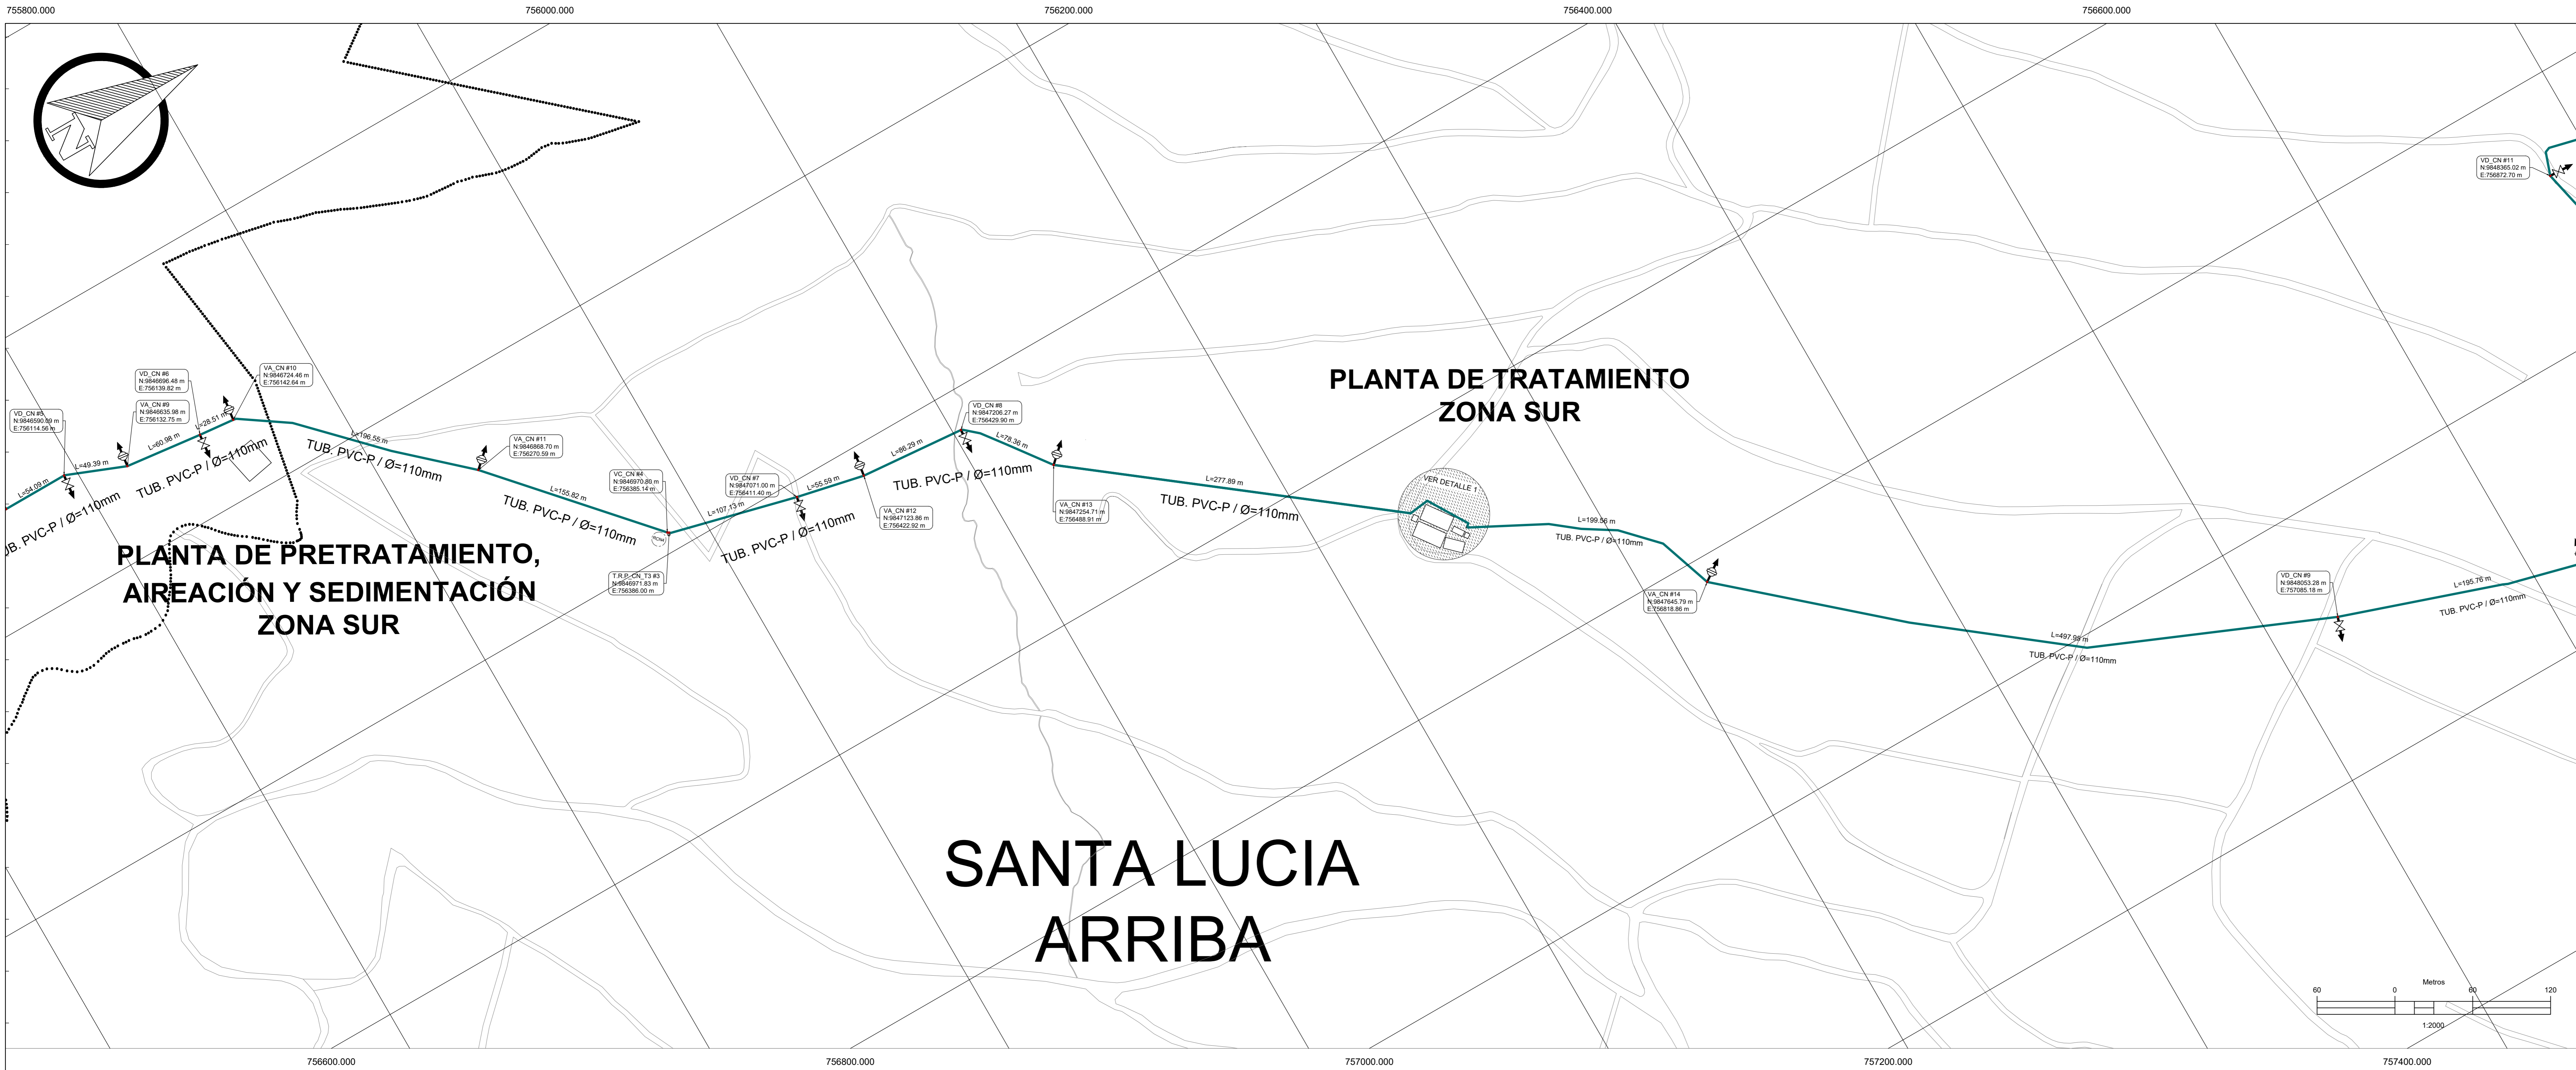 755800.000
756000.000
756200.000
756400.000
756600.000
N
VD_CN #11
N:9848365.02 m
E:756872.70 m
VD_CN #5
N:9846590.69 m
E:756114.56 m
VD_CN #6
N:9846696.48 m
E:756139.82 m
VA_CN #9
N:9846635.98 m
E:756132.75 m
VA_CN #10
N:9846724.46 m
E:756142.64 m
L=54.09 m
L=49.39 m
L=60.98 m
L=28.51 m
L=196.55 m
TUB. PVC-P / Ø=110mm
TUB. PVC-P / Ø=110mm
TUB. PVC-P / Ø=110mm
VA_CN #11
N:9846868.70 m
E:756270.59 m
L=155.82 m
TUB. PVC-P / Ø=110mm
VC_CN #4
N:9846970.89 m
E:756385.14 m
T.R.P._CN_T3 #3
N:9846971.83 m
E:756386.00 m
L=107.13 m
TUB. PVC-P / Ø=110mm
VD_CN #7
N:9847071.00 m
E:756411.40 m
L=55.59 m
VA_CN #12
N:9847123.86 m
E:756422.92 m
L=86.29 m
TUB. PVC-P / Ø=110mm
VD_CN #8
N:9847206.27 m
E:756429.90 m
L=78.36 m
VA_CN #13
N:9847254.71 m
E:756488.91 m
L=277.89 m
TUB. PVC-P / Ø=110mm
PLANTA DE TRATAMIENTO
ZONA SUR
VER DETALLE 1
L=199.56 m
TUB. PVC-P / Ø=110mm
VA_CN #14
N:9847645.79 m
E:756818.86 m
L=497.99 m
TUB. PVC-P / Ø=110mm
VD_CN #9
N:9848053.28 m
E:757085.18 m
L=195.76 m
TUB. PVC-P / Ø=110mm
PLANTA DE PRETRATAMIENTO,
AIREACIÓN Y SEDIMENTACIÓN
ZONA SUR
SANTA LUCIA
ARRIBA
Metros
60 0 60 120
1:2000
756600.000
756800.000
757000.000
757200.000
757400.000